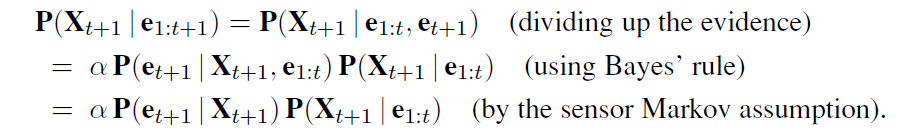 P(X_{t+1} | e_{1:t+1}) = P(X_{t+1} | e_{1:t}, e_{t+1}) (dividing up the evidence)
= α P(e_{t+1} | X_{t+1}, e_{1:t}) P(X_{t+1} | e_{1:t}) (using Bayes’ rule)
= α P(e_{t+1} | X_{t+1}) P(X_{t+1} | e_{1:t}) (by the sensor Markov assumption).